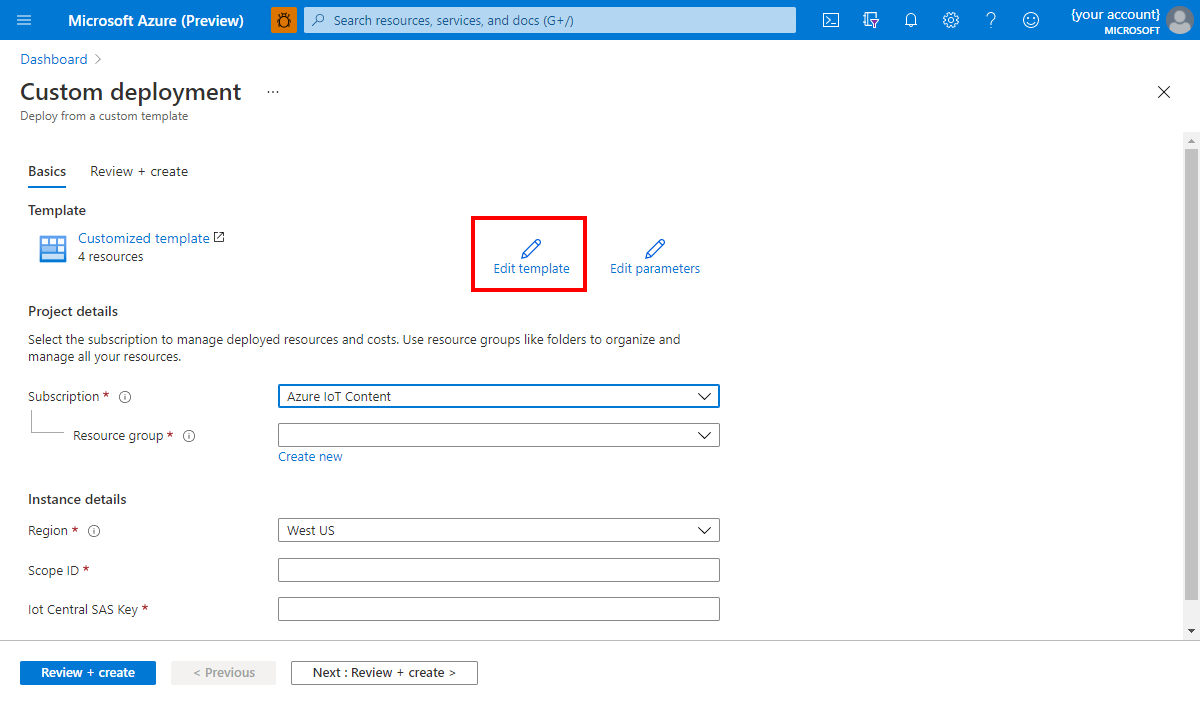 Microsoft Azure (Preview)
Search resources, services, and docs (G+/)
{your account}
MICROSOFT
Dashboard
Custom deployment
Deploy from a custom template
Basics
Review + create
Template
Customized template
4 resources
Edit template
Edit parameters
Project details
Select the subscription to manage deployed resources and costs. Use resource groups like folders to organize and
manage all your resources.
Subscription *
Azure IoT Content
Resource group *
Create new
Instance details
Region *
West US
Scope ID *
Iot Central SAS Key *
Review + create
< Previous
Next : Review + create >